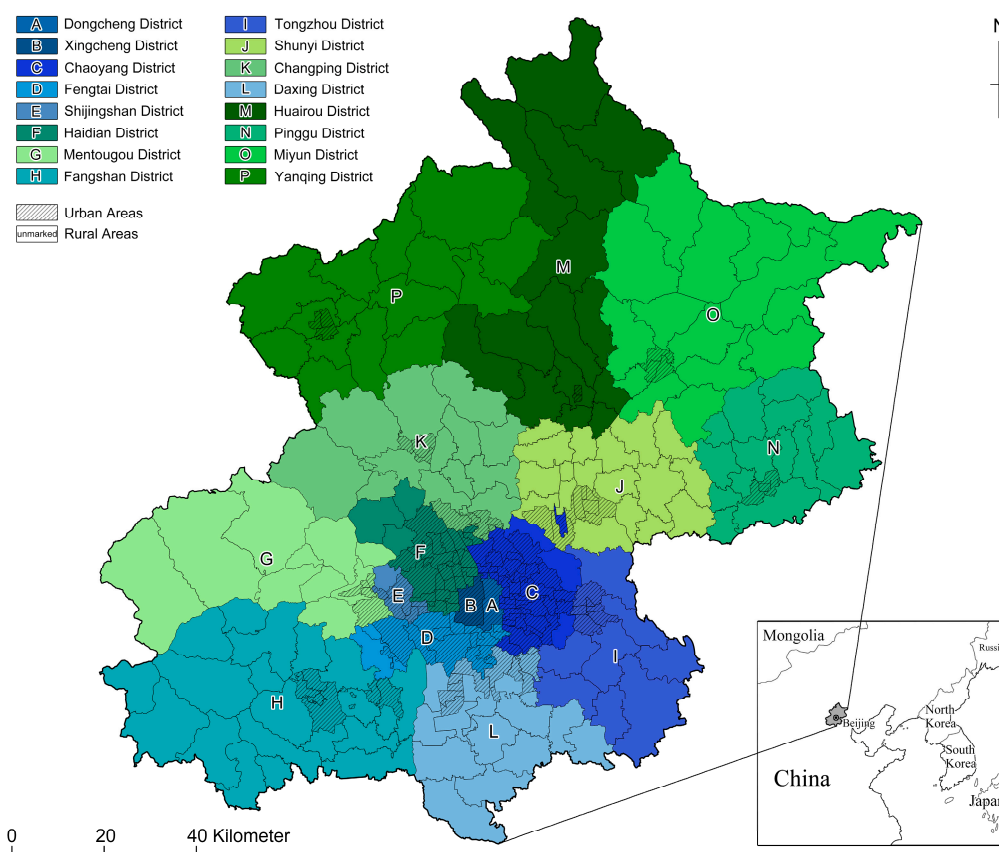 A Dongcheng District
B Xingcheng District
C Chaoyang District
D Fengtai District
E Shijingshan District
F Haidian District
G Mentougou District
H Fangshan District
I Tongzhou District
J Shunyi District
K Changping District
L Daxing District
M Huairou District
N Pinggu District
O Miyun District
P Yanqing District
Urban Areas
unmarked Rural Areas
N
M
P
O
K
N
J
G
F
E
B
A
C
D
I
H
L
Mongolia
Russi
North
Korea
Beijing
South
Korea
China
Japan
0 20 40 Kilometer